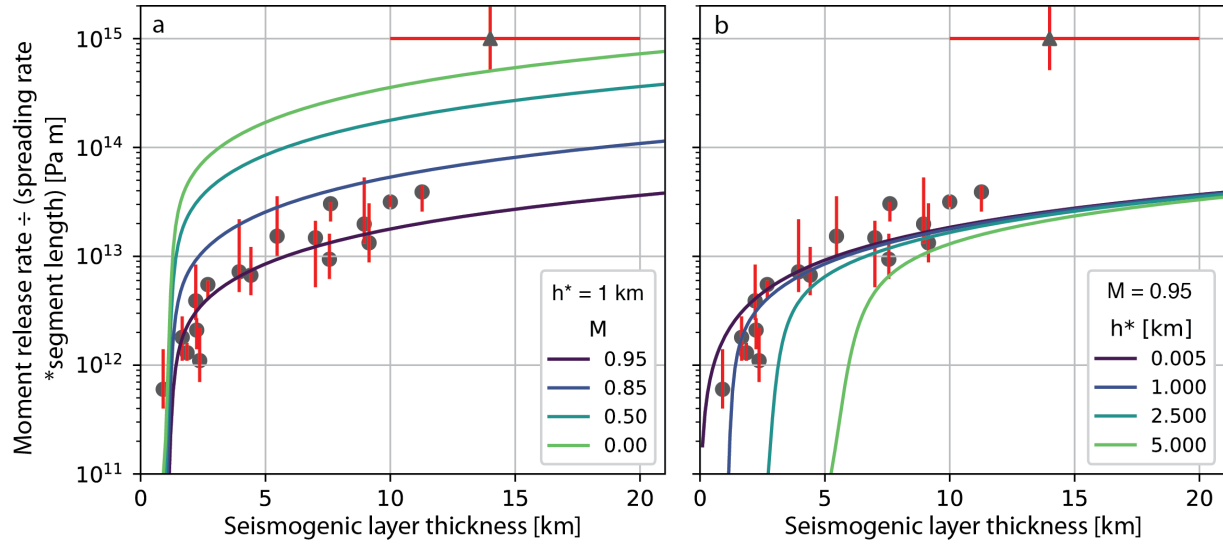 Moment release rate ÷ (spreading rate
*segment length) [Pa m]
a
10¹⁵
10¹⁴
10¹³
10¹²
10¹¹
h* = 1 km
M
0.95
0.85
0.50
0.00
0 5 10 15 20
Seismogenic layer thickness [km]
b
M = 0.95
h* [km]
0.005
1.000
2.500
5.000
0 5 10 15 20
Seismogenic layer thickness [km]